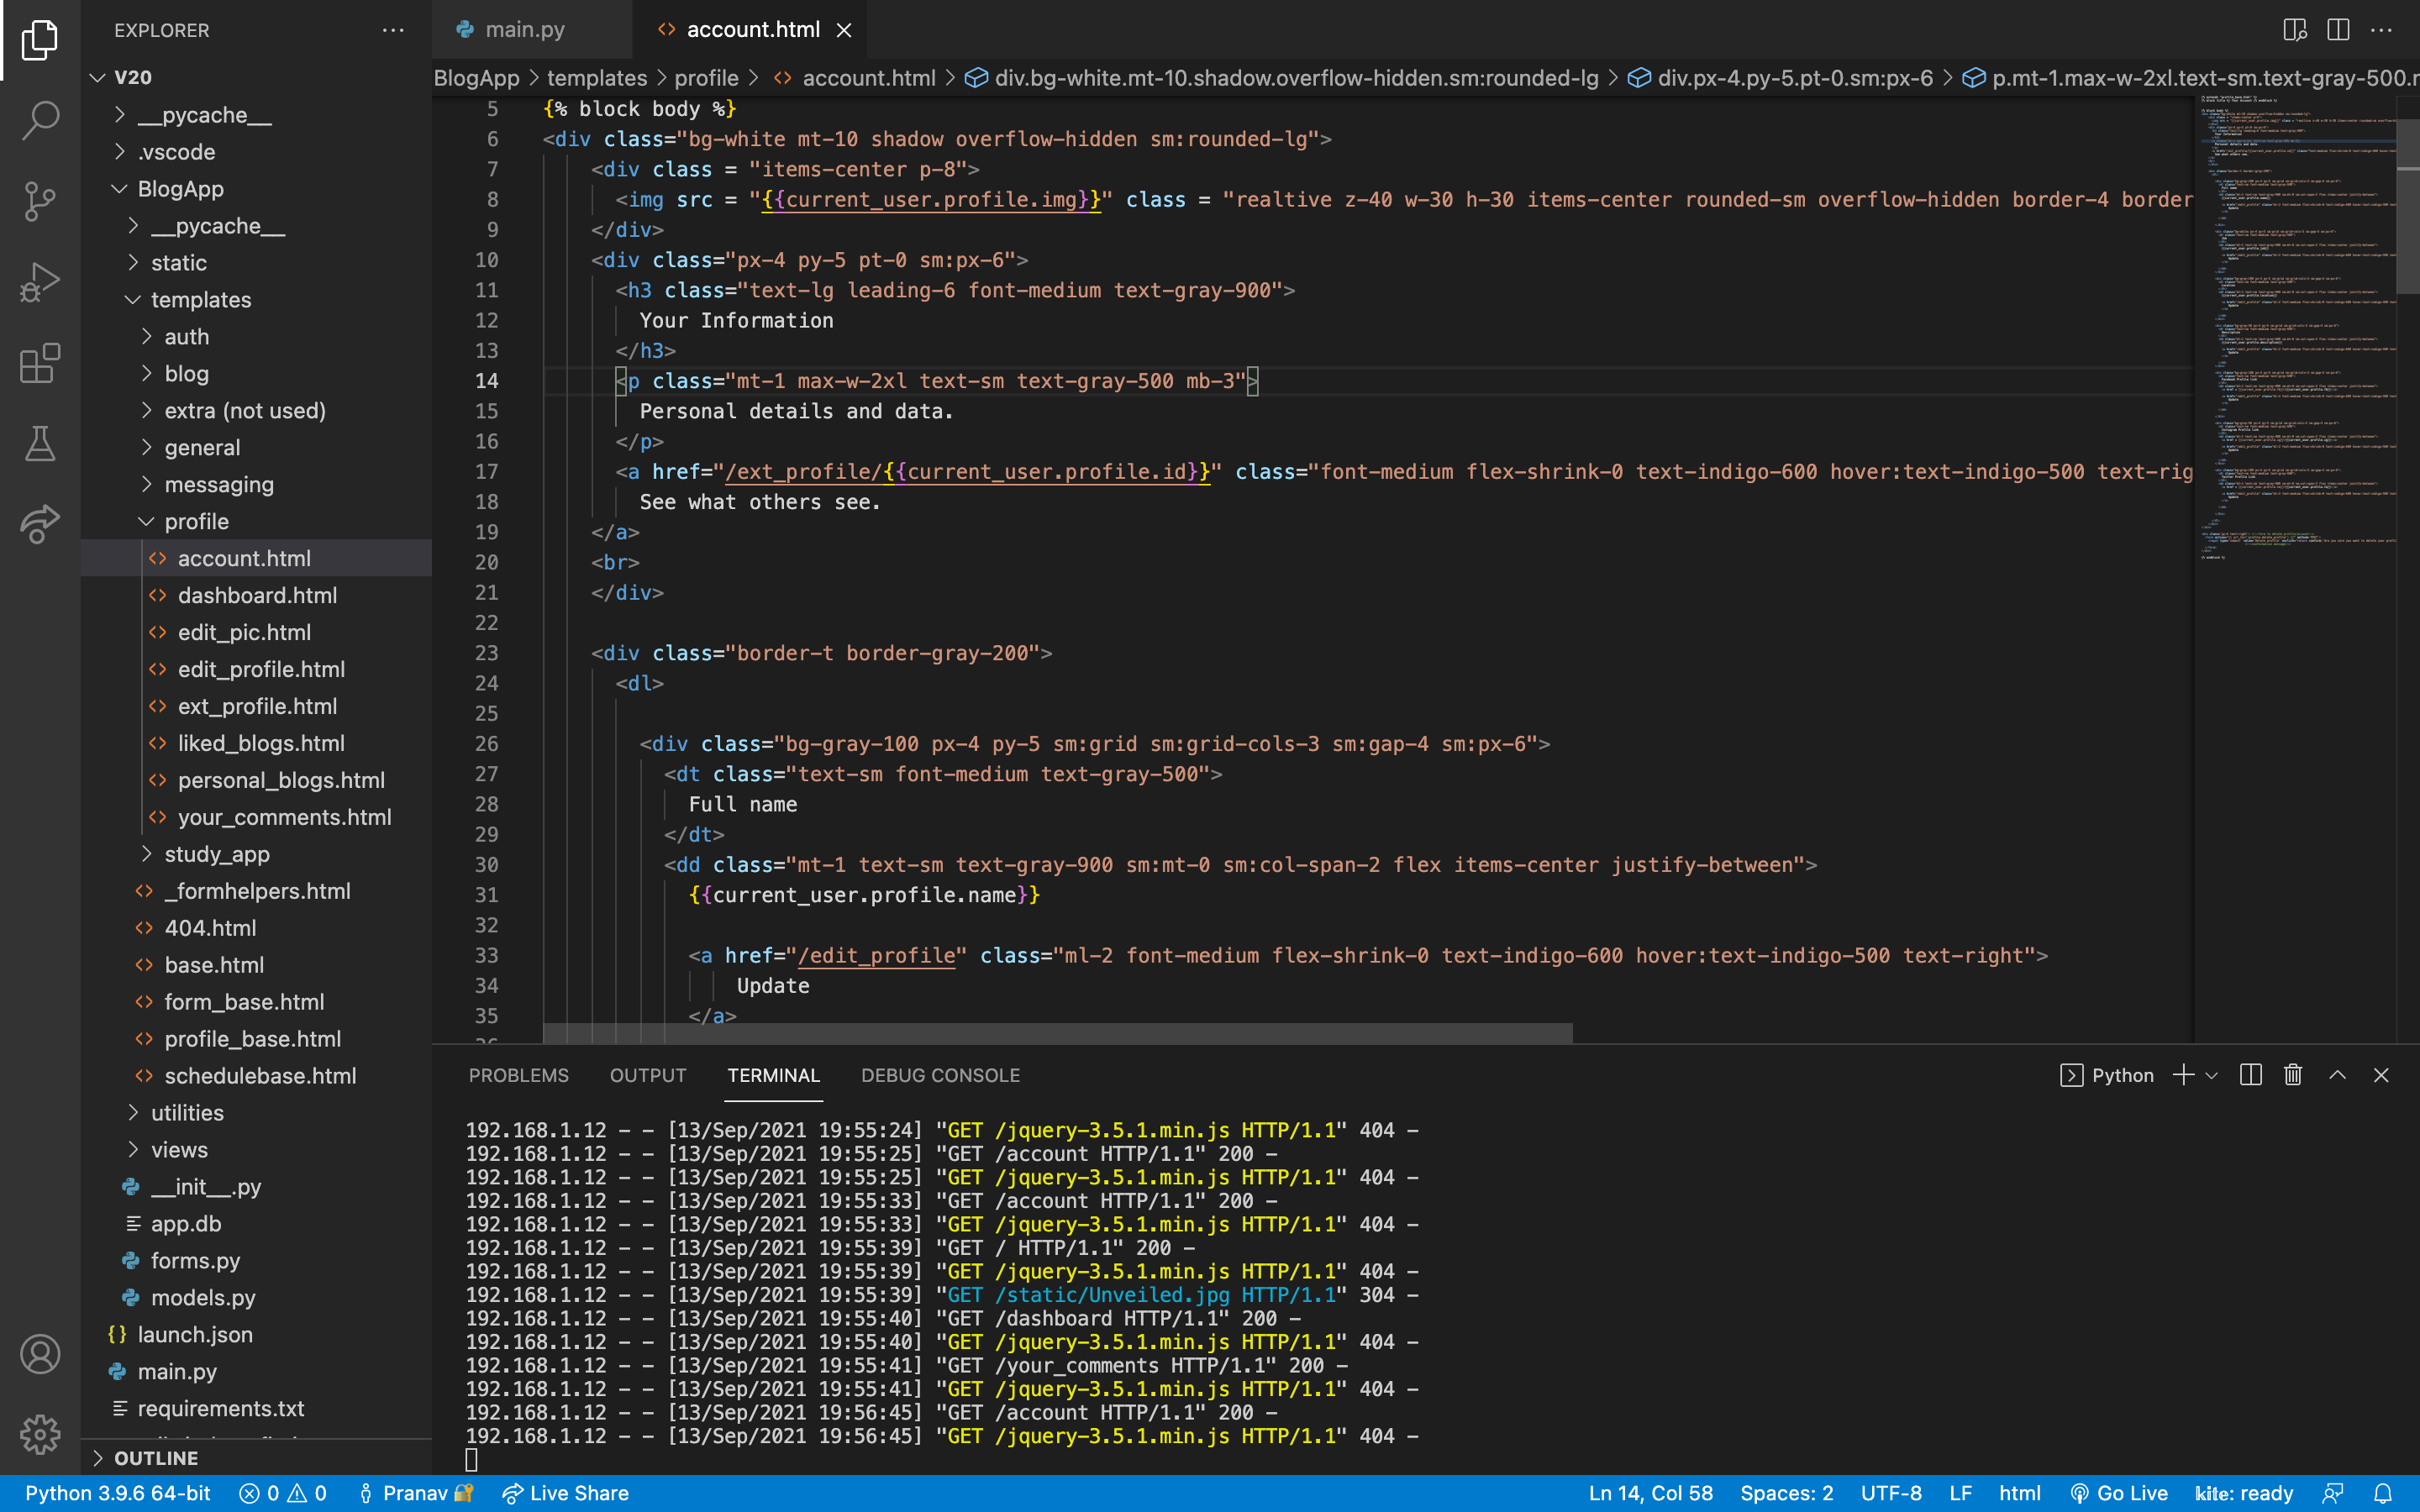 EXPLORER
V20
__pycache__
.vscode
BlogApp
__pycache__
static
templates
auth
blog
extra (not used)
general
messaging
profile
account.html
dashboard.html
edit_pic.html
edit_profile.html
ext_profile.html
liked_blogs.html
personal_blogs.html
your_comments.html
study_app
_formhelpers.html
404.html
base.html
form_base.html
profile_base.html
schedulebase.html
utilities
views
__init__.py
app.db
forms.py
models.py
launch.json
main.py
requirements.txt
OUTLINE
main.py
account.html
BlogApp > templates > profile > account.html > div.bg-white.mt-10.shadow.overflow-hidden.sm:rounded-lg > div.px-4.py-5.pt-0.sm:px-6 > p.mt-1.max-w-2xl.text-sm.text-gray-500.
5 {% block body %}
6 <div class="bg-white mt-10 shadow overflow-hidden sm:rounded-lg">
7 <div class = "items-center p-8">
8 <img src = "{{current_user.profile.img}}" class = "realtive z-40 w-30 h-30 items-center rounded-sm overflow-hidden border-4 border
9 </div>
10 <div class="px-4 py-5 pt-0 sm:px-6">
11 <h3 class="text-lg leading-6 font-medium text-gray-900">
12 Your Information
13 </h3>
14 <p class="mt-1 max-w-2xl text-sm text-gray-500 mb-3">
15 Personal details and data.
16 </p>
17 <a href="/ext_profile/{{current_user.profile.id}}" class="font-medium flex-shrink-0 text-indigo-600 hover:text-indigo-500 text-rig
18 See what others see.
19 </a>
20 <br>
21 </div>
22
23 <div class="border-t border-gray-200">
24 <dl>
25
26 <div class="bg-gray-100 px-4 py-5 sm:grid sm:grid-cols-3 sm:gap-4 sm:px-6">
27 <dt class="text-sm font-medium text-gray-500">
28 Full name
29 </dt>
30 <dd class="mt-1 text-sm text-gray-900 sm:mt-0 sm:col-span-2 flex items-center justify-between">
31 {{current_user.profile.name}}
32
33 <a href="/edit_profile" class="ml-2 font-medium flex-shrink-0 text-indigo-600 hover:text-indigo-500 text-right">
34 Update
35 </a>
PROBLEMS OUTPUT TERMINAL DEBUG CONSOLE Python
192.168.1.12 - - [13/Sep/2021 19:55:24] "GET /jquery-3.5.1.min.js HTTP/1.1" 404 -
192.168.1.12 - - [13/Sep/2021 19:55:25] "GET /account HTTP/1.1" 200 -
192.168.1.12 - - [13/Sep/2021 19:55:25] "GET /jquery-3.5.1.min.js HTTP/1.1" 404 -
192.168.1.12 - - [13/Sep/2021 19:55:33] "GET /account HTTP/1.1" 200 -
192.168.1.12 - - [13/Sep/2021 19:55:33] "GET /jquery-3.5.1.min.js HTTP/1.1" 404 -
192.168.1.12 - - [13/Sep/2021 19:55:39] "GET / HTTP/1.1" 200 -
192.168.1.12 - - [13/Sep/2021 19:55:39] "GET /jquery-3.5.1.min.js HTTP/1.1" 404 -
192.168.1.12 - - [13/Sep/2021 19:55:39] "GET /static/Unveiled.jpg HTTP/1.1" 304 -
192.168.1.12 - - [13/Sep/2021 19:55:40] "GET /dashboard HTTP/1.1" 200 -
192.168.1.12 - - [13/Sep/2021 19:55:40] "GET /jquery-3.5.1.min.js HTTP/1.1" 404 -
192.168.1.12 - - [13/Sep/2021 19:55:41] "GET /your_comments HTTP/1.1" 200 -
192.168.1.12 - - [13/Sep/2021 19:55:41] "GET /jquery-3.5.1.min.js HTTP/1.1" 404 -
192.168.1.12 - - [13/Sep/2021 19:56:45] "GET /account HTTP/1.1" 200 -
192.168.1.12 - - [13/Sep/2021 19:56:45] "GET /jquery-3.5.1.min.js HTTP/1.1" 404 -
Python 3.9.6 64-bit 0 0 Pranav Live Share Ln 14, Col 58 Spaces: 2 UTF-8 LF html Go Live kite: ready